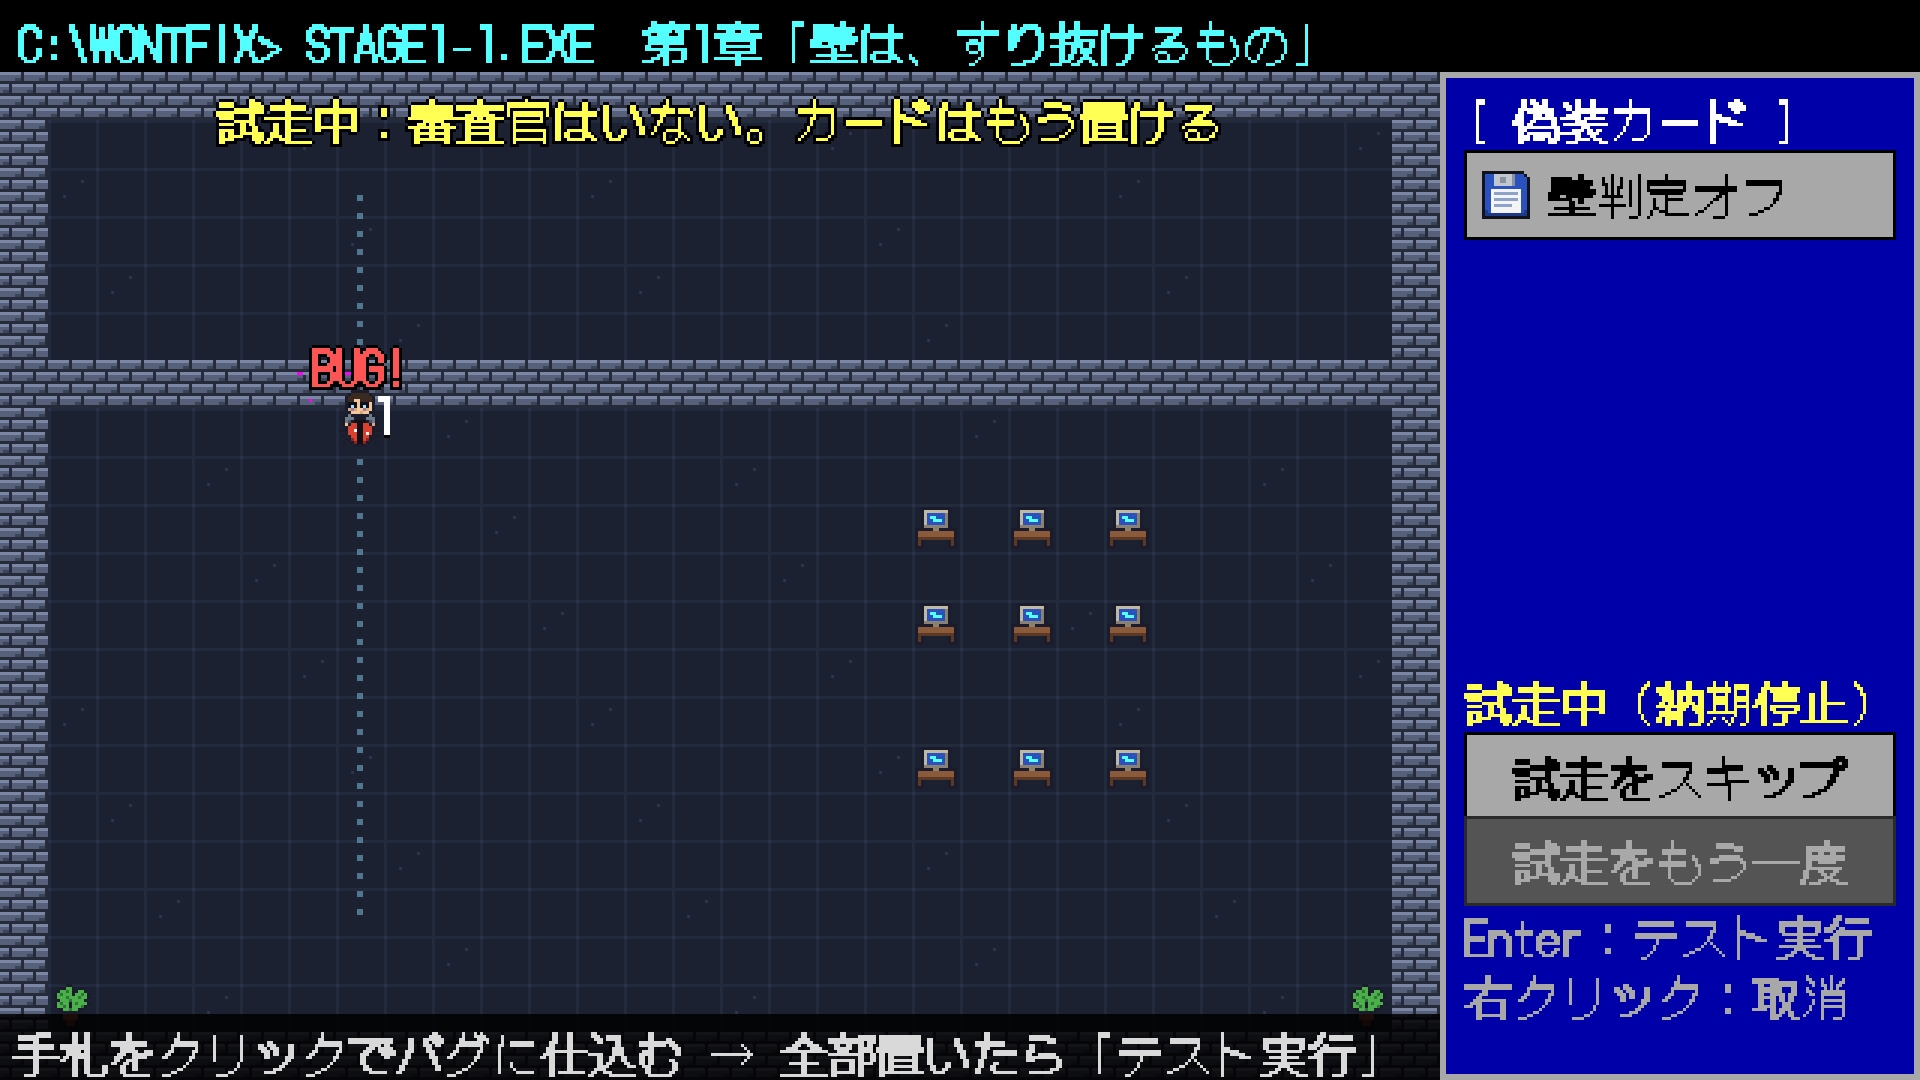 C:\WONTFIX> STAGE1-1.EXE 第1章「壁は、すり抜けるもの」
試走中：審査官はいない。カードはもう置ける
BUG!
1
[ 偽装カード ]
壁判定オフ
試走中（納期停止）
試走をスキップ
試走をもう一度
Enter：テスト実行
右クリック：取消
手札をクリックでバグに仕込む → 全部置いたら「テスト実行」